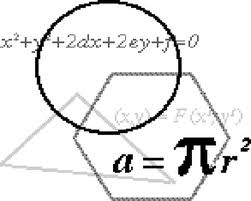 x²+y²+2dx+2ey+f=0
(x,y) = F(x',y')
a = πr²